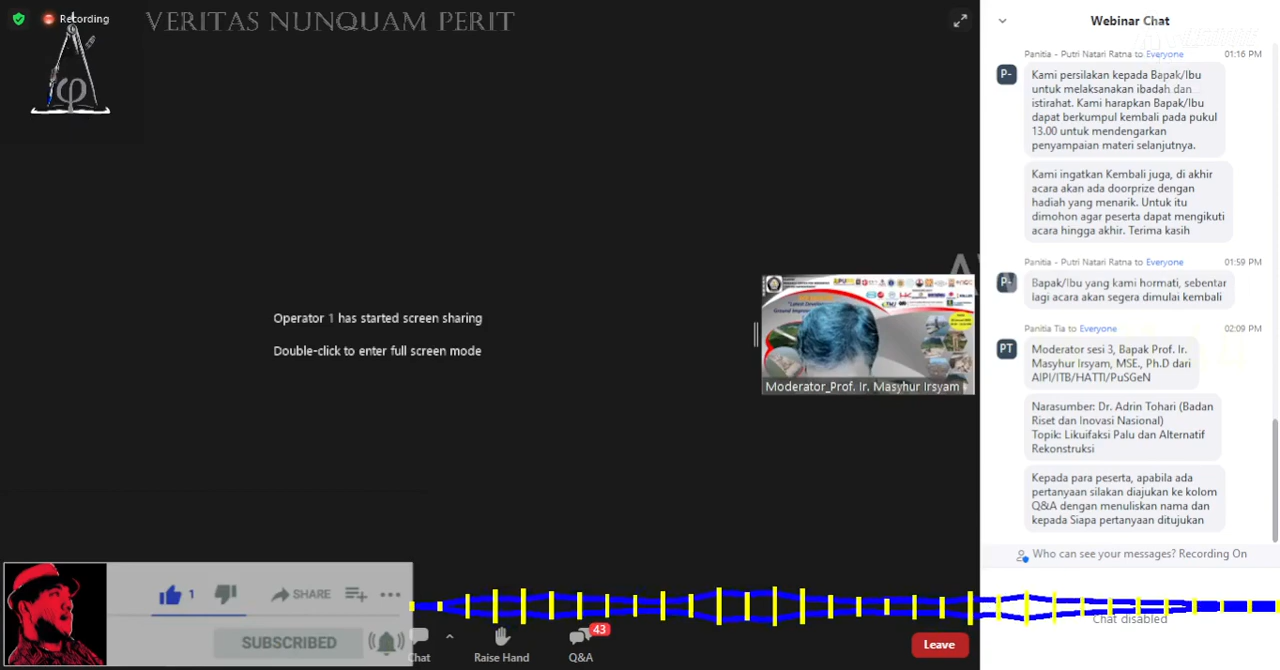 Recording
VERITAS NUNQUAM PERIT
φ
Operator 1 has started screen sharing
Double-click to enter full screen mode
Moderator_Prof. Ir. Masyhur Irsyam
1
SHARE
SUBSCRIBED
Chat
Raise Hand
43
Q&A
Leave
Webinar Chat
Panitia - Putri Natari Ratna to Everyone 01:16 PM
P-
Kami persilakan kepada Bapak/Ibu
untuk melaksanakan ibadah dan
istirahat. Kami harapkan Bapak/Ibu
dapat berkumpul kembali pada pukul
13.00 untuk mendengarkan
penyampaian materi selanjutnya.
Kami ingatkan Kembali juga, di akhir
acara akan ada doorprize dengan
hadiah yang menarik. Untuk itu
dimohon agar peserta dapat mengikuti
acara hingga akhir. Terima kasih
Panitia - Putri Natari Ratna to Everyone 01:59 PM
P-
Bapak/Ibu yang kami hormati, sebentar
lagi acara akan segera dimulai kembali
Panitia Tia to Everyone 02:09 PM
PT
Moderator sesi 3, Bapak Prof. Ir.
Masyhur Irsyam, MSE., Ph.D dari
AIPI/ITB/HATTI/PuSGeN
Narasumber: Dr. Adrin Tohari (Badan
Riset dan Inovasi Nasional)
Topik: Likuifaksi Palu dan Alternatif
Rekonstruksi
Kepada para peserta, apabila ada
pertanyaan silakan diajukan ke kolom
Q&A dengan menuliskan nama dan
kepada Siapa pertanyaan ditujukan
Who can see your messages? Recording On
Chat disabled